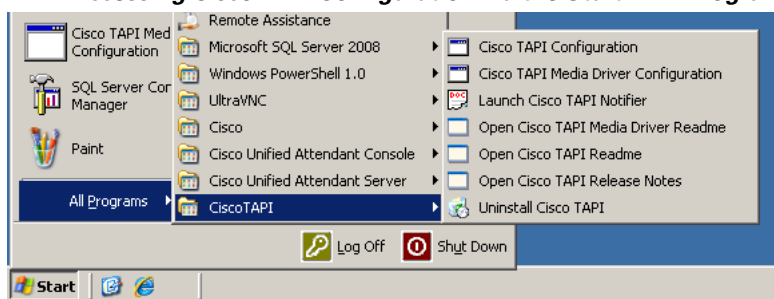 Cisco TAPI Med
Configuration
SQL Server Cor
Manager
Paint
All Programs
Remote Assistance
Microsoft SQL Server 2008
Windows PowerShell 1.0
UltraVNC
Cisco
Cisco Unified Attendant Console
Cisco Unified Attendant Server
CiscoTAPI
Cisco TAPI Configuration
Cisco TAPI Media Driver Configuration
DOC
Launch Cisco TAPI Notifier
Open Cisco TAPI Media Driver Readme
Open Cisco TAPI Readme
Open Cisco TAPI Release Notes
Uninstall Cisco TAPI
Log Off
Shut Down
Start